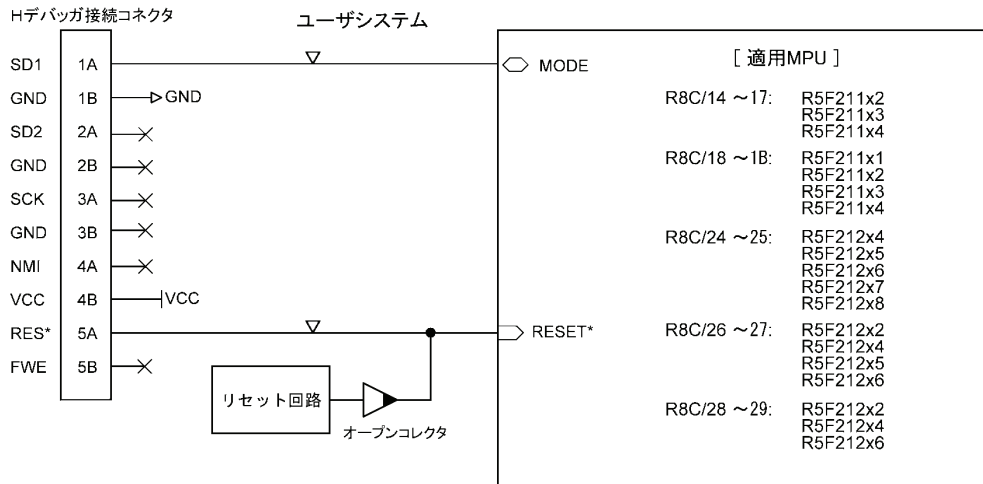 Hデバッガ接続コネクタ
ユーザシステム
SD1 1A
GND 1B GND
SD2 2A
GND 2B
SCK 3A
GND 3B
NMI 4A
VCC 4B VCC
RES* 5A
FWE 5B
リセット回路
オープンコレクタ
MODE
RESET*
[ 適用MPU ]
R8C/14 ～17: R5F211x2
R5F211x3
R5F211x4
R8C/18 ～1B: R5F211x1
R5F211x2
R5F211x3
R5F211x4
R8C/24 ～25: R5F212x4
R5F212x5
R5F212x6
R5F212x7
R5F212x8
R8C/26 ～27: R5F212x2
R5F212x4
R5F212x5
R5F212x6
R8C/28 ～29: R5F212x2
R5F212x4
R5F212x6